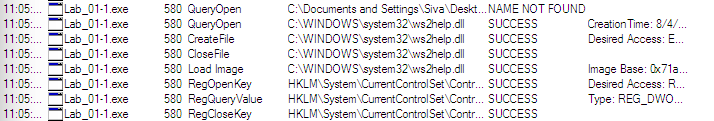 11:05:... Lab_01-1.exe 580 QueryOpen C:\Documents and Settings\Siva\Deskt... NAME NOT FOUND
11:05:... Lab_01-1.exe 580 QueryOpen C:\WINDOWS\system32\ws2help.dll SUCCESS CreationTime: 8/4/...
11:05:... Lab_01-1.exe 580 CreateFile C:\WINDOWS\system32\ws2help.dll SUCCESS Desired Access: E...
11:05:... Lab_01-1.exe 580 CloseFile C:\WINDOWS\system32\ws2help.dll SUCCESS
11:05:... Lab_01-1.exe 580 Load Image C:\WINDOWS\system32\ws2help.dll SUCCESS Image Base: 0x71a...
11:05:... Lab_01-1.exe 580 RegOpenKey HKLM\System\CurrentControlSet\Contr... SUCCESS Desired Access: R...
11:05:... Lab_01-1.exe 580 RegQueryValue HKLM\System\CurrentControlSet\Contr... SUCCESS Type: REG_DWO...
11:05:... Lab_01-1.exe 580 RegCloseKey HKLM\System\CurrentControlSet\Contr... SUCCESS